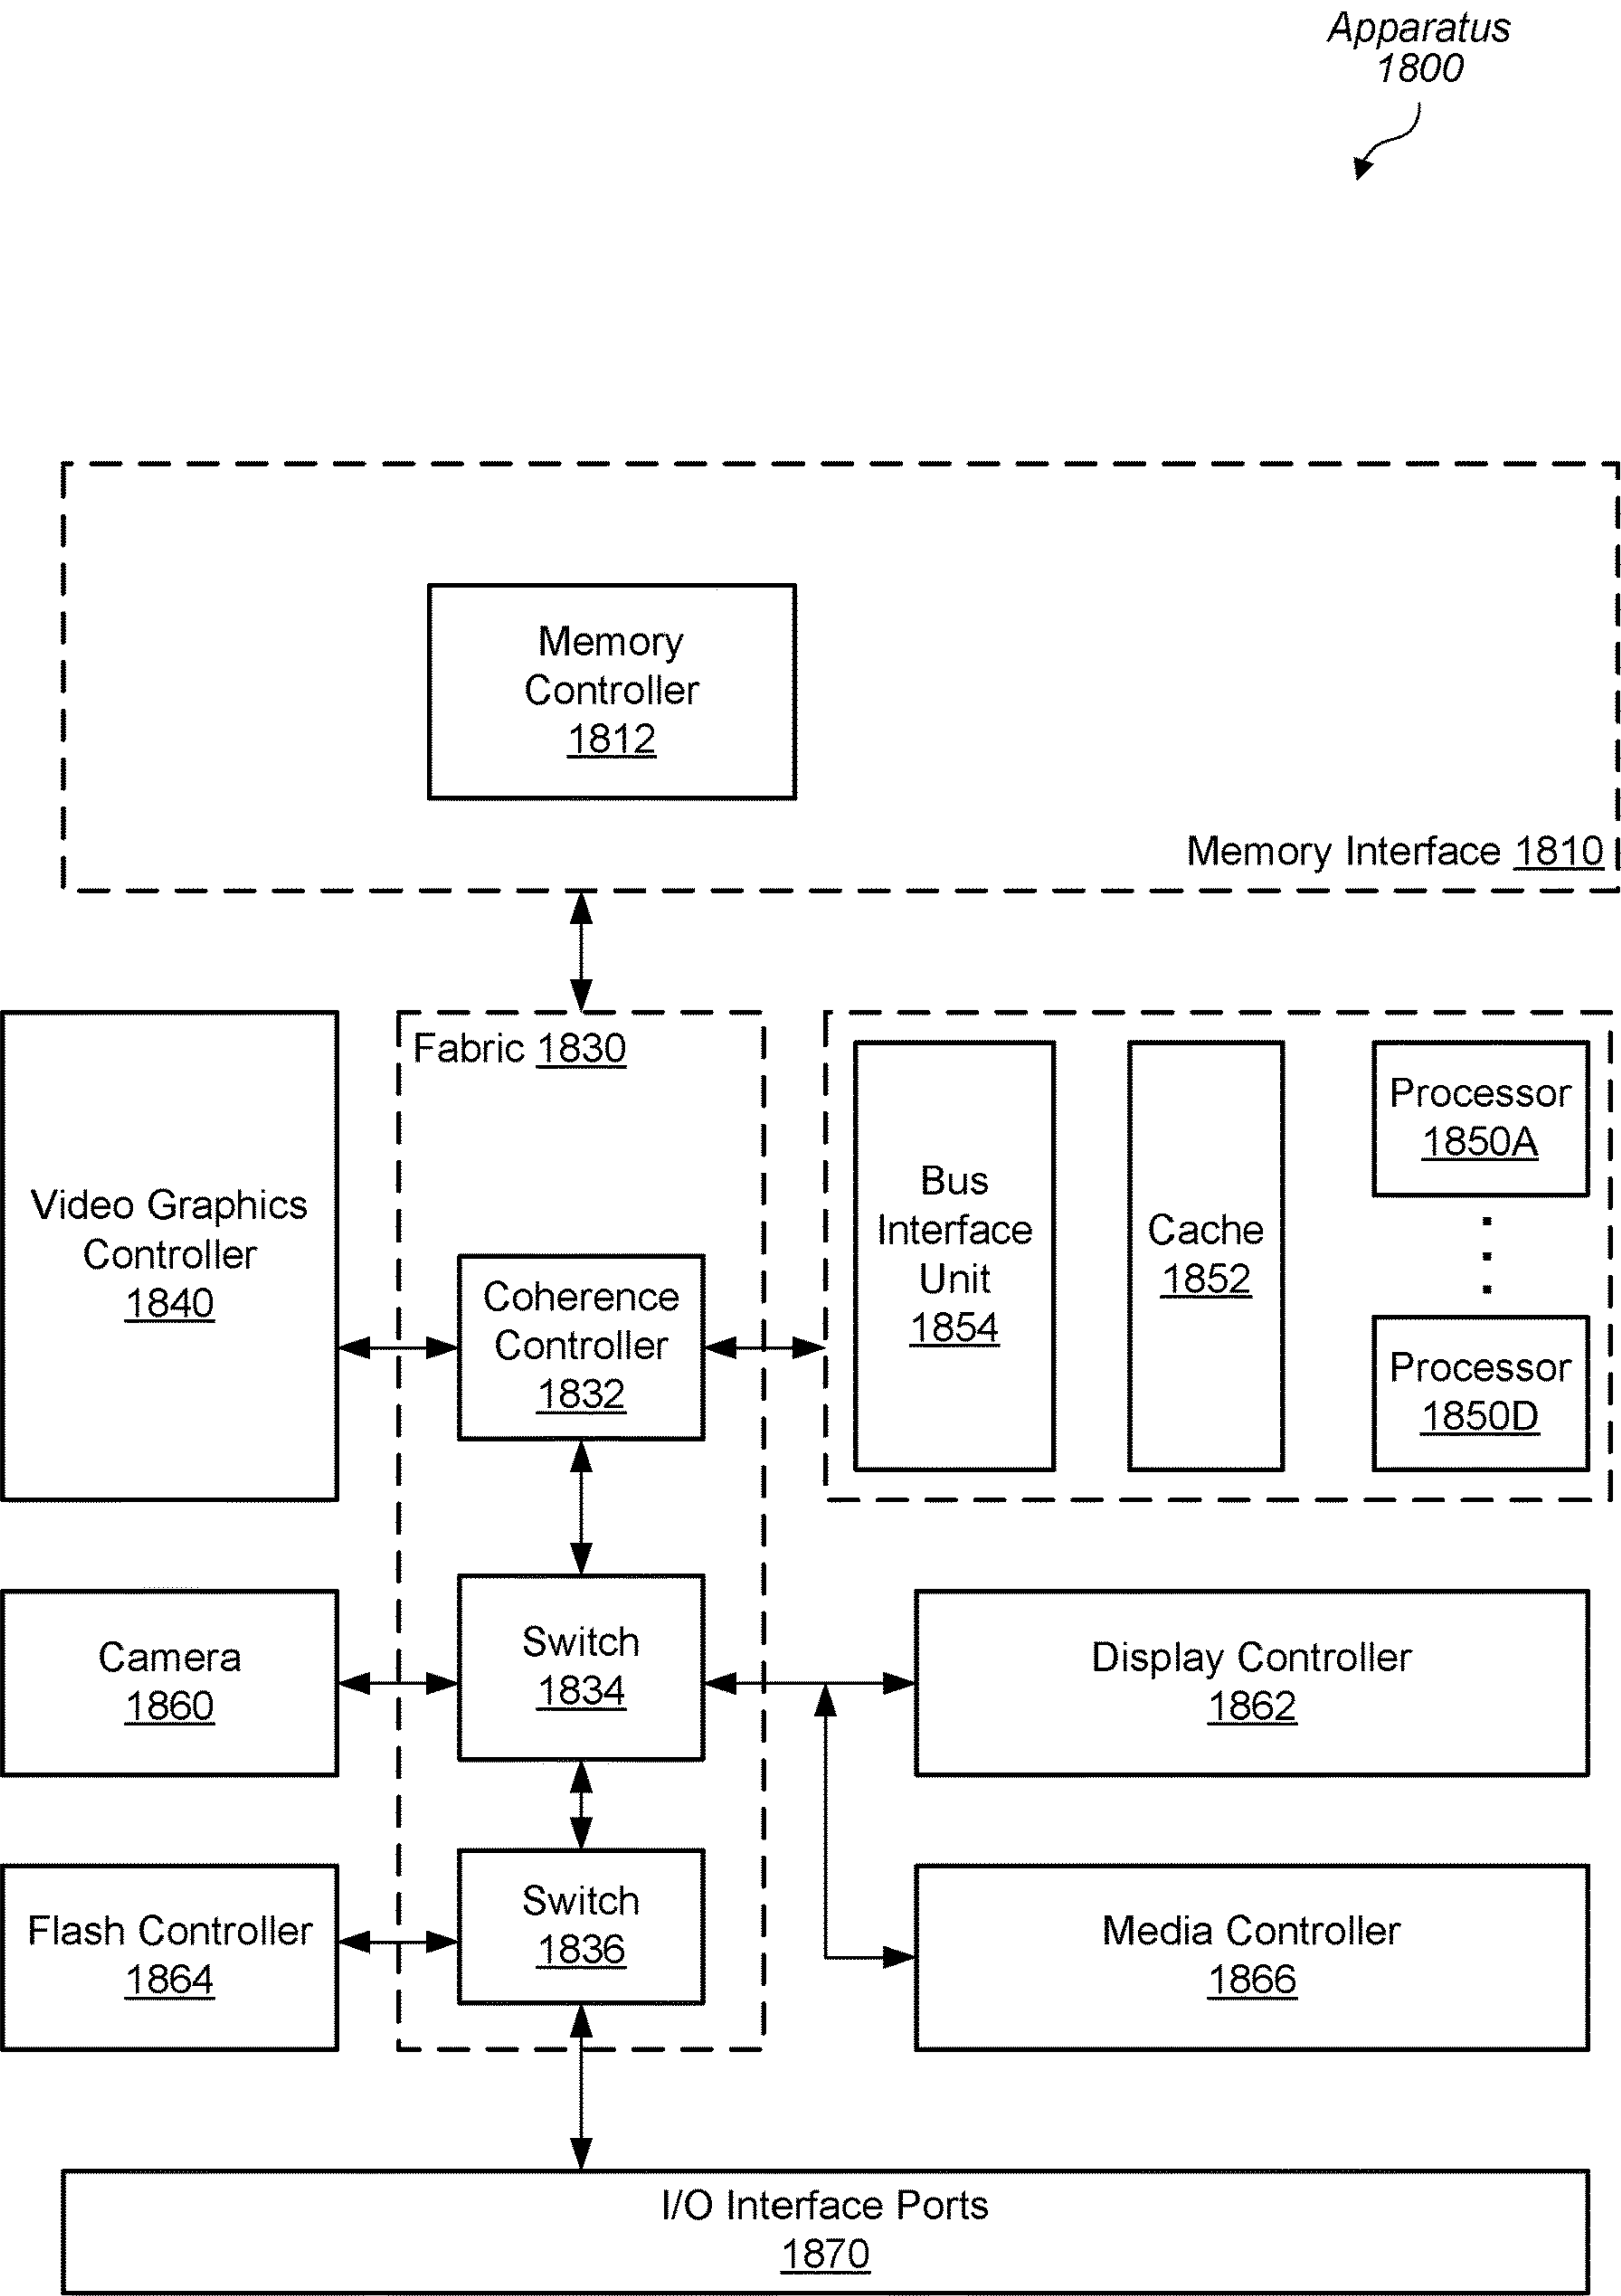 Apparatus
1800
Memory
Controller
1812
Memory Interface 1810
Fabric 1830
Video Graphics
Controller
1840
Coherence
Controller
1832
Bus
Interface
Unit
1854
Cache
1852
Processor
1850A
Processor
1850D
Camera
1860
Switch
1834
Display Controller
1862
Flash Controller
1864
Switch
1836
Media Controller
1866
I/O Interface Ports
1870